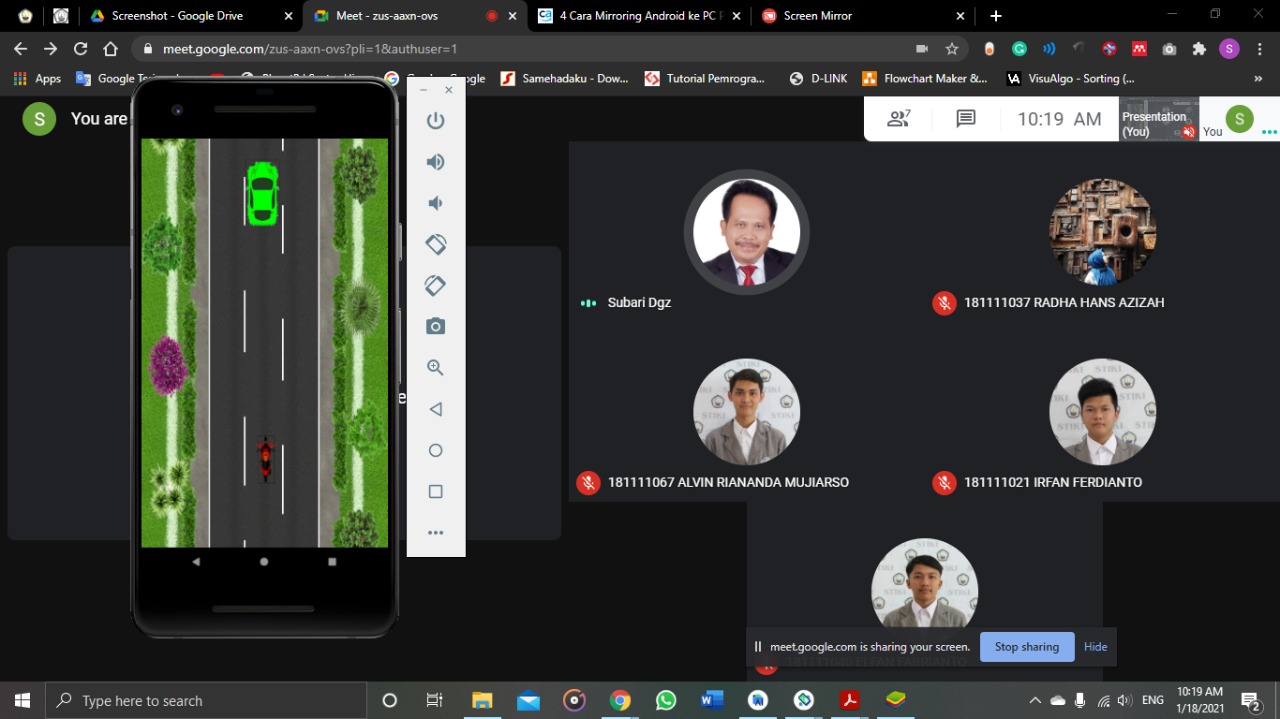 Screenshot - Google Drive
Meet - zus-aaxn-ovs
4 Cara Mirroring Android ke PC P
Screen Mirror
meet.google.com/zus-aaxn-ovs?pli=1&authuser=1
Apps
Google
Google
Samehadaku - Dow...
Tutorial Pemrogra...
D-LINK
Flowchart Maker &...
VisuAlgo - Sorting (...
»
S
You are
7
10:19 AM
Presentation
(You)
You
S
Subari Dgz
181111037 RADHA HANS AZIZAH
181111067 ALVIN RIANANDA MUJIARSO
181111021 IRFAN FERDIANTO
meet.google.com is sharing your screen.
Stop sharing
Hide
Type here to search
ENG
10:19 AM
1/18/2021
2